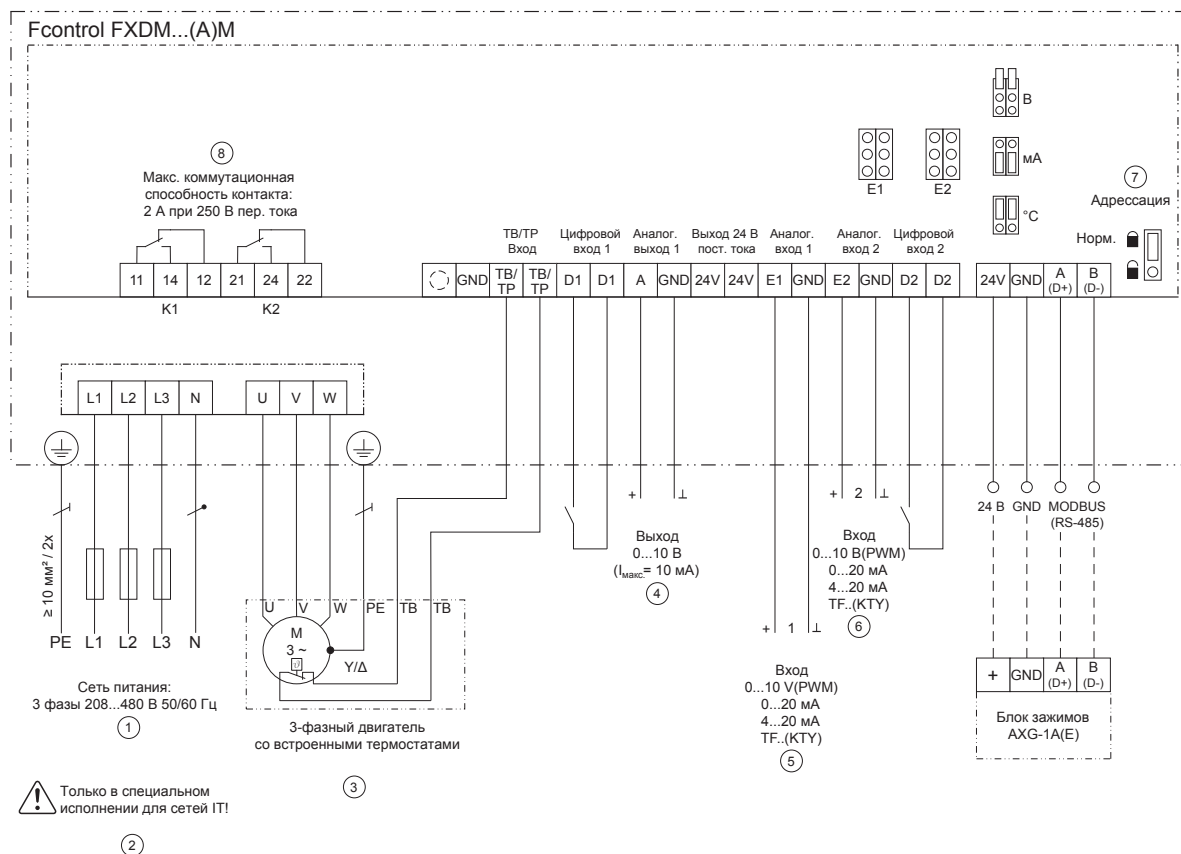 Fcontrol FXDM...(A)M
8
Макс. коммутационная
способность контакта:
2 А при 250 В пер. тока
11 14 12 21 24 22
K1 K2
E1 E2
В
мА
°C
7
Адрессация
Норм.
ТВ/ТР
Вход
Цифровой
вход 1
Аналог.
выход 1
Выход 24 В
пост. тока
Аналог.
вход 1
Аналог.
вход 2
Цифровой
вход 2
GND TB/TP TB/TP D1 D1 A GND 24V 24V E1 GND E2 GND D2 D2
24V GND A (D+) B (D-)
L1 L2 L3 N U V W
≥ 10 мм² / 2x
PE L1 L2 L3 N
Сеть питания:
3 фазы 208...480 В 50/60 Гц
1
Только в специальном
исполнении для сетей IT!
2
U V W PE TB TB
M
3 ~
ϑ
Y/Δ
3-фазный двигатель
со встроенными термостатами
3
+ ⊥
Выход
0...10 В
(Iмакс.= 10 мА)
4
+ 1 ⊥
Вход
0...10 V(PWM)
0...20 мА
4...20 мА
TF..(KTY)
5
+ 2 ⊥
Вход
0...10 В(PWM)
0...20 мА
4...20 мА
TF..(KTY)
6
24 В GND MODBUS
(RS-485)
+ GND A (D+) B (D-)
Блок зажимов
AXG-1A(E)